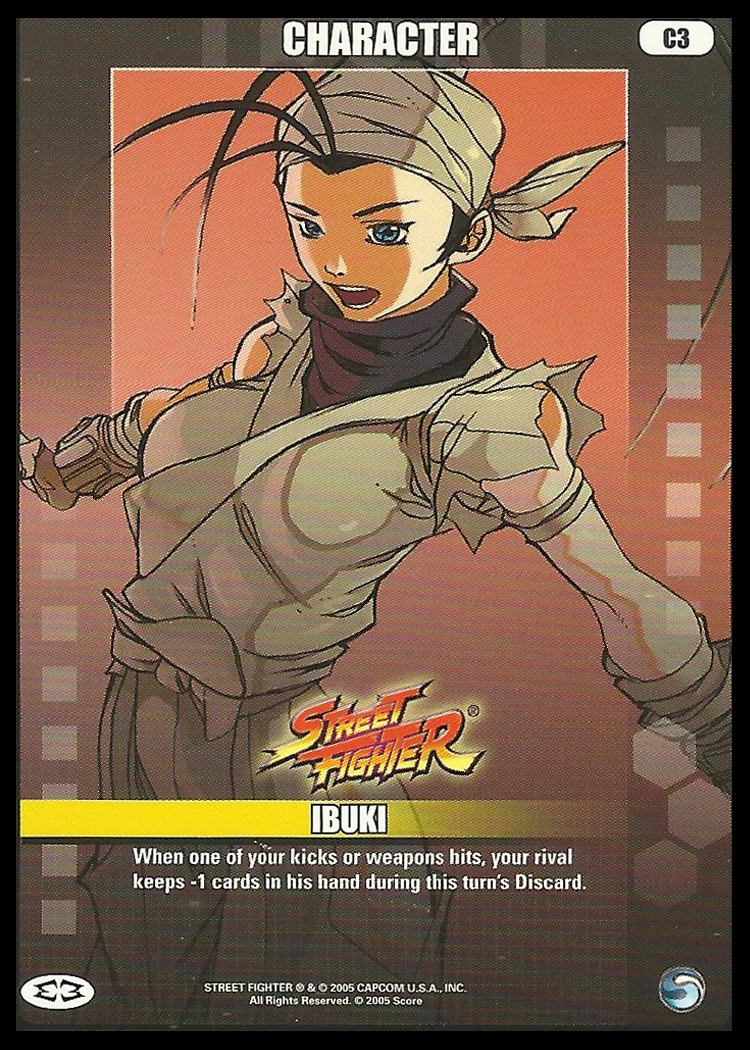 CHARACTER
C3
STREET
FIGHTER®
IBUKI
When one of your kicks or weapons hits, your rival
keeps -1 cards in his hand during this turn's Discard.
STREET FIGHTER ® & © 2005 CAPCOM U.S.A., INC.
All Rights Reserved. © 2005 Score